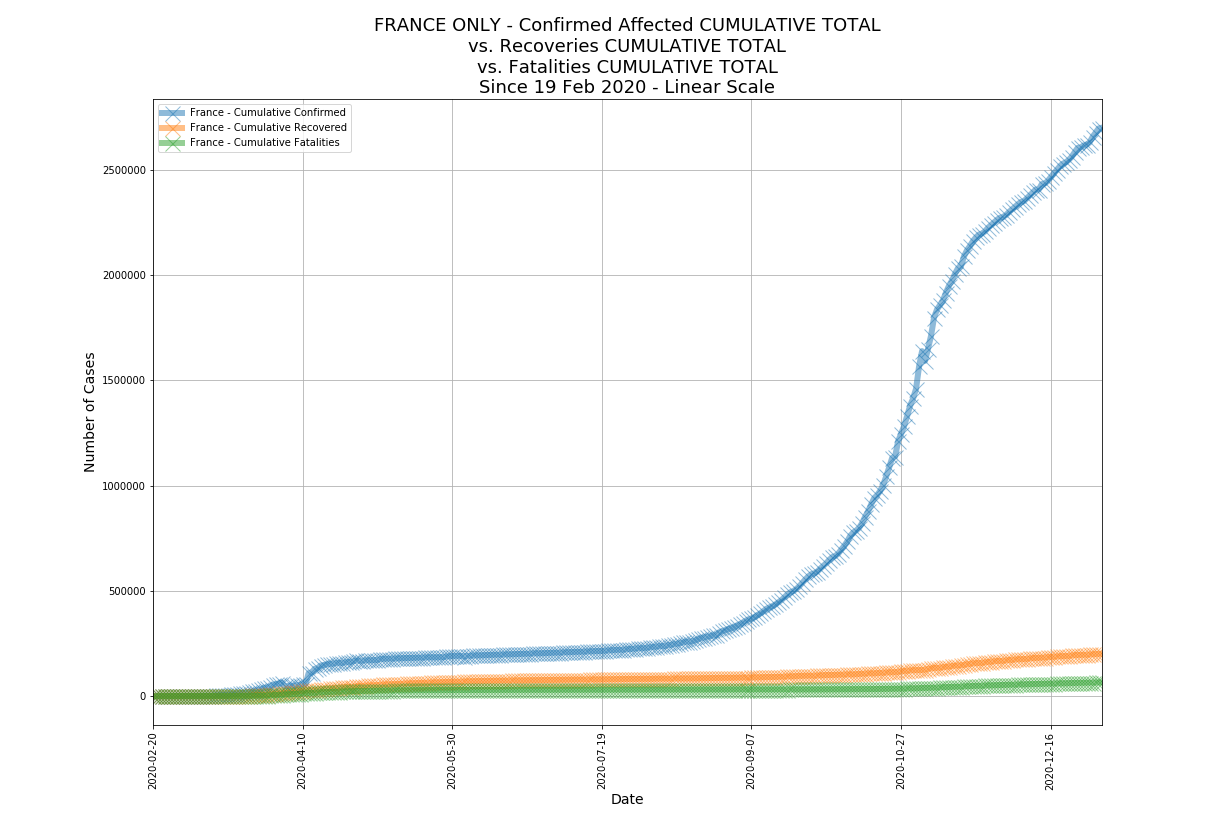 FRANCE ONLY - Confirmed Affected CUMULATIVE TOTAL
vs. Recoveries CUMULATIVE TOTAL
vs. Fatalities CUMULATIVE TOTAL
Since 19 Feb 2020 - Linear Scale
France - Cumulative Confirmed
France - Cumulative Recovered
France - Cumulative Fatalities
Number of Cases
2500000
2000000
1500000
1000000
500000
0
2020-02-20
2020-04-10
2020-05-30
2020-07-19
2020-09-07
2020-10-27
2020-12-16
Date